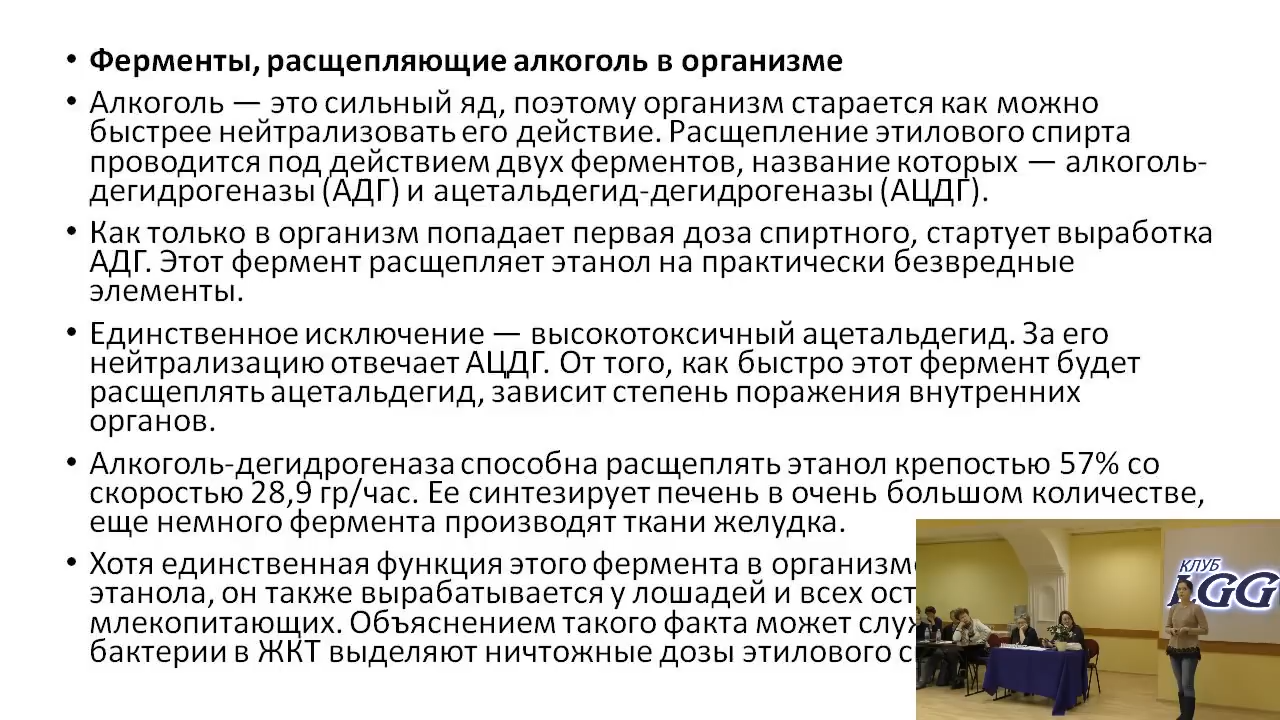 • Ферменты, расщепляющие алкоголь в организме
• Алкоголь — это сильный яд, поэтому организм старается как можно
быстрее нейтрализовать его действие. Расщепление этилового спирта
проводится под действием двух ферментов, название которых — алкоголь-
дегидрогеназы (АДГ) и ацетальдегид-дегидрогеназы (АЦДГ).
• Как только в организм попадает первая доза спиртного, стартует выработка
АДГ. Этот фермент расщепляет этанол на практически безвредные
элементы.
• Единственное исключение — высокотоксичный ацетальдегид. За его
нейтрализацию отвечает АЦДГ. От того, как быстро этот фермент будет
расщеплять ацетальдегид, зависит степень поражения внутренних
органов.
• Алкоголь-дегидрогеназа способна расщеплять этанол крепостью 57% со
скоростью 28,9 гр/час. Ее синтезирует печень в очень большом количестве,
еще немного фермента производят ткани желудка.
• Хотя единственная функция этого фермента в
этанола, он также вырабатывается у лошадей и всех
млекопитающих. Объяснением такого факта может
бактерии в ЖКТ выделяют ничтожные дозы этилового
КЛУБ